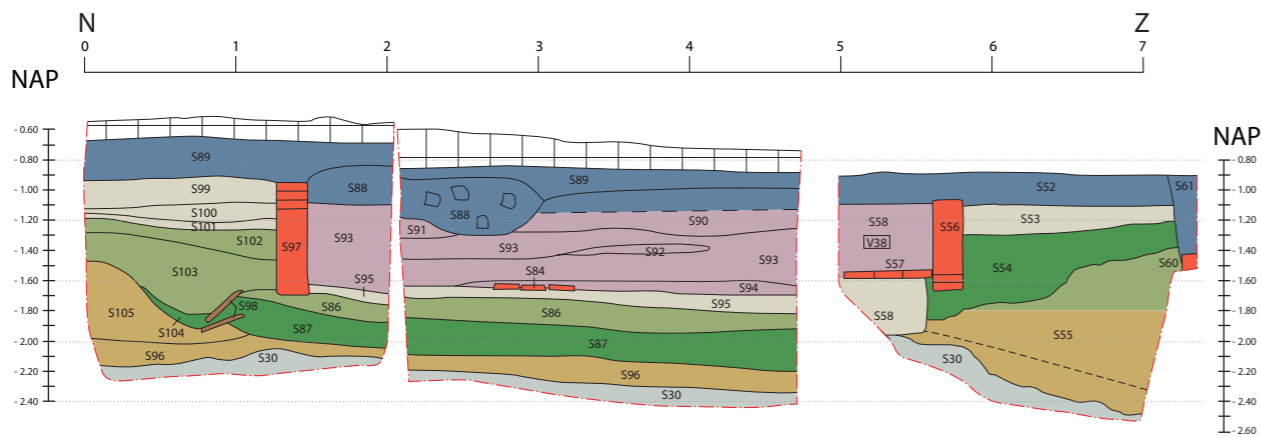 N Z
0 1 2 3 4 5 6 7
NAP
NAP
- 0.60
- 0.80
- 1.00
- 1.20
- 1.40
- 1.60
- 1.80
- 2.00
- 2.20
- 2.40
- 0.80
- 1.00
- 1.20
- 1.40
- 1.60
- 1.80
- 2.00
- 2.20
- 2.40
- 2.60
S89
S99
S88
S100
S101
S102
S97
S93
S103
S95
S98
S86
S105
S104
S87
S96
S30
S89
S88
S90
S91
S93
S92
S93
S84
S94
S95
S86
S87
S96
S30
S52
S61
S58
S56
S53
V38
S57
S54
S60
S58
S55
S30